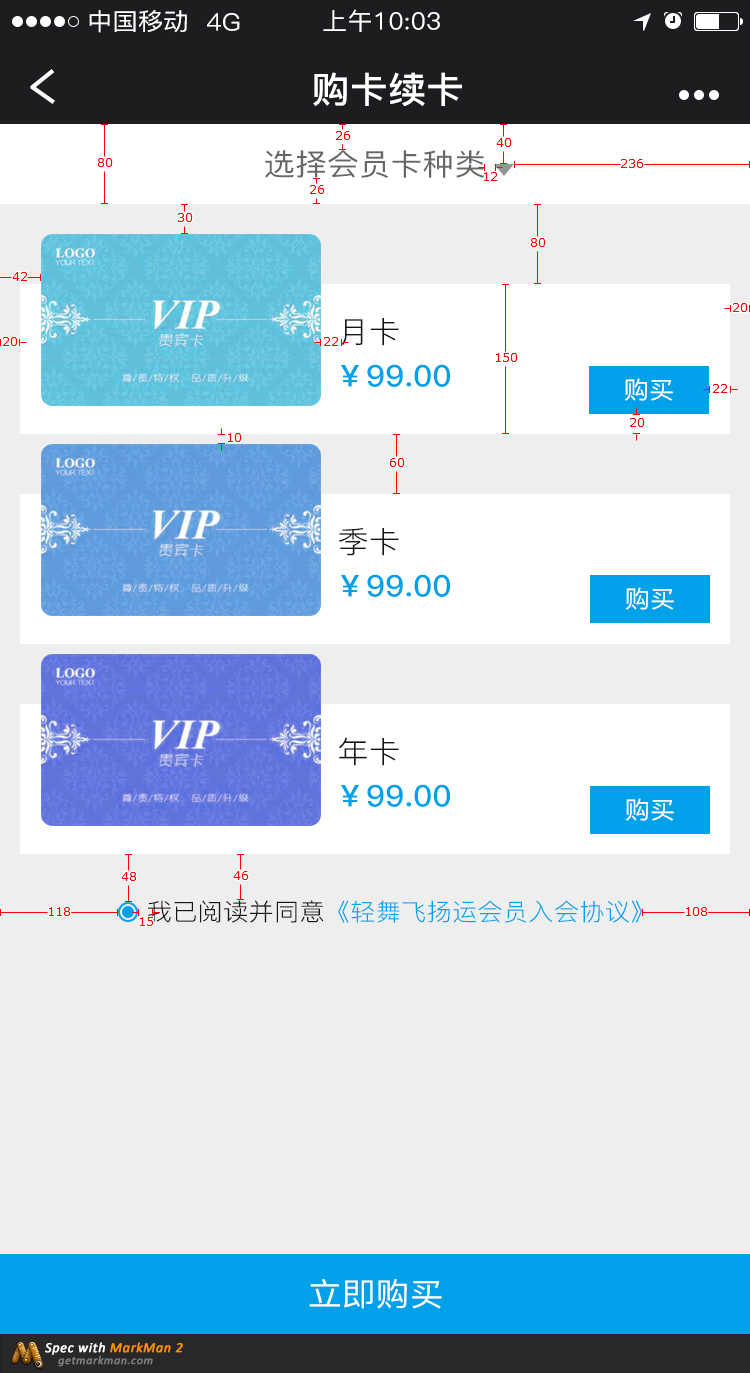 中国移动 4G 上午10:03
购卡续卡
26
40
80
选择会员卡种类
236
12
26
30
80
LOGO
YOUR TEXT
42
20
VIP
月卡
20
22
150
贵宾卡
¥ 99.00
尊/贵/特/权 品/质/升/级
购买
22
20
10
60
LOGO
YOUR TEXT
VIP
季卡
贵宾卡
¥ 99.00
尊/贵/特/权 品/质/升/级
购买
LOGO
YOUR TEXT
VIP
年卡
贵宾卡
¥ 99.00
尊/贵/特/权 品/质/升/级
购买
48
46
118
我已阅读并同意《轻舞飞扬运会员入会协议》
108
15
立即购买
Spec with MarkMan 2
getmarkman.com